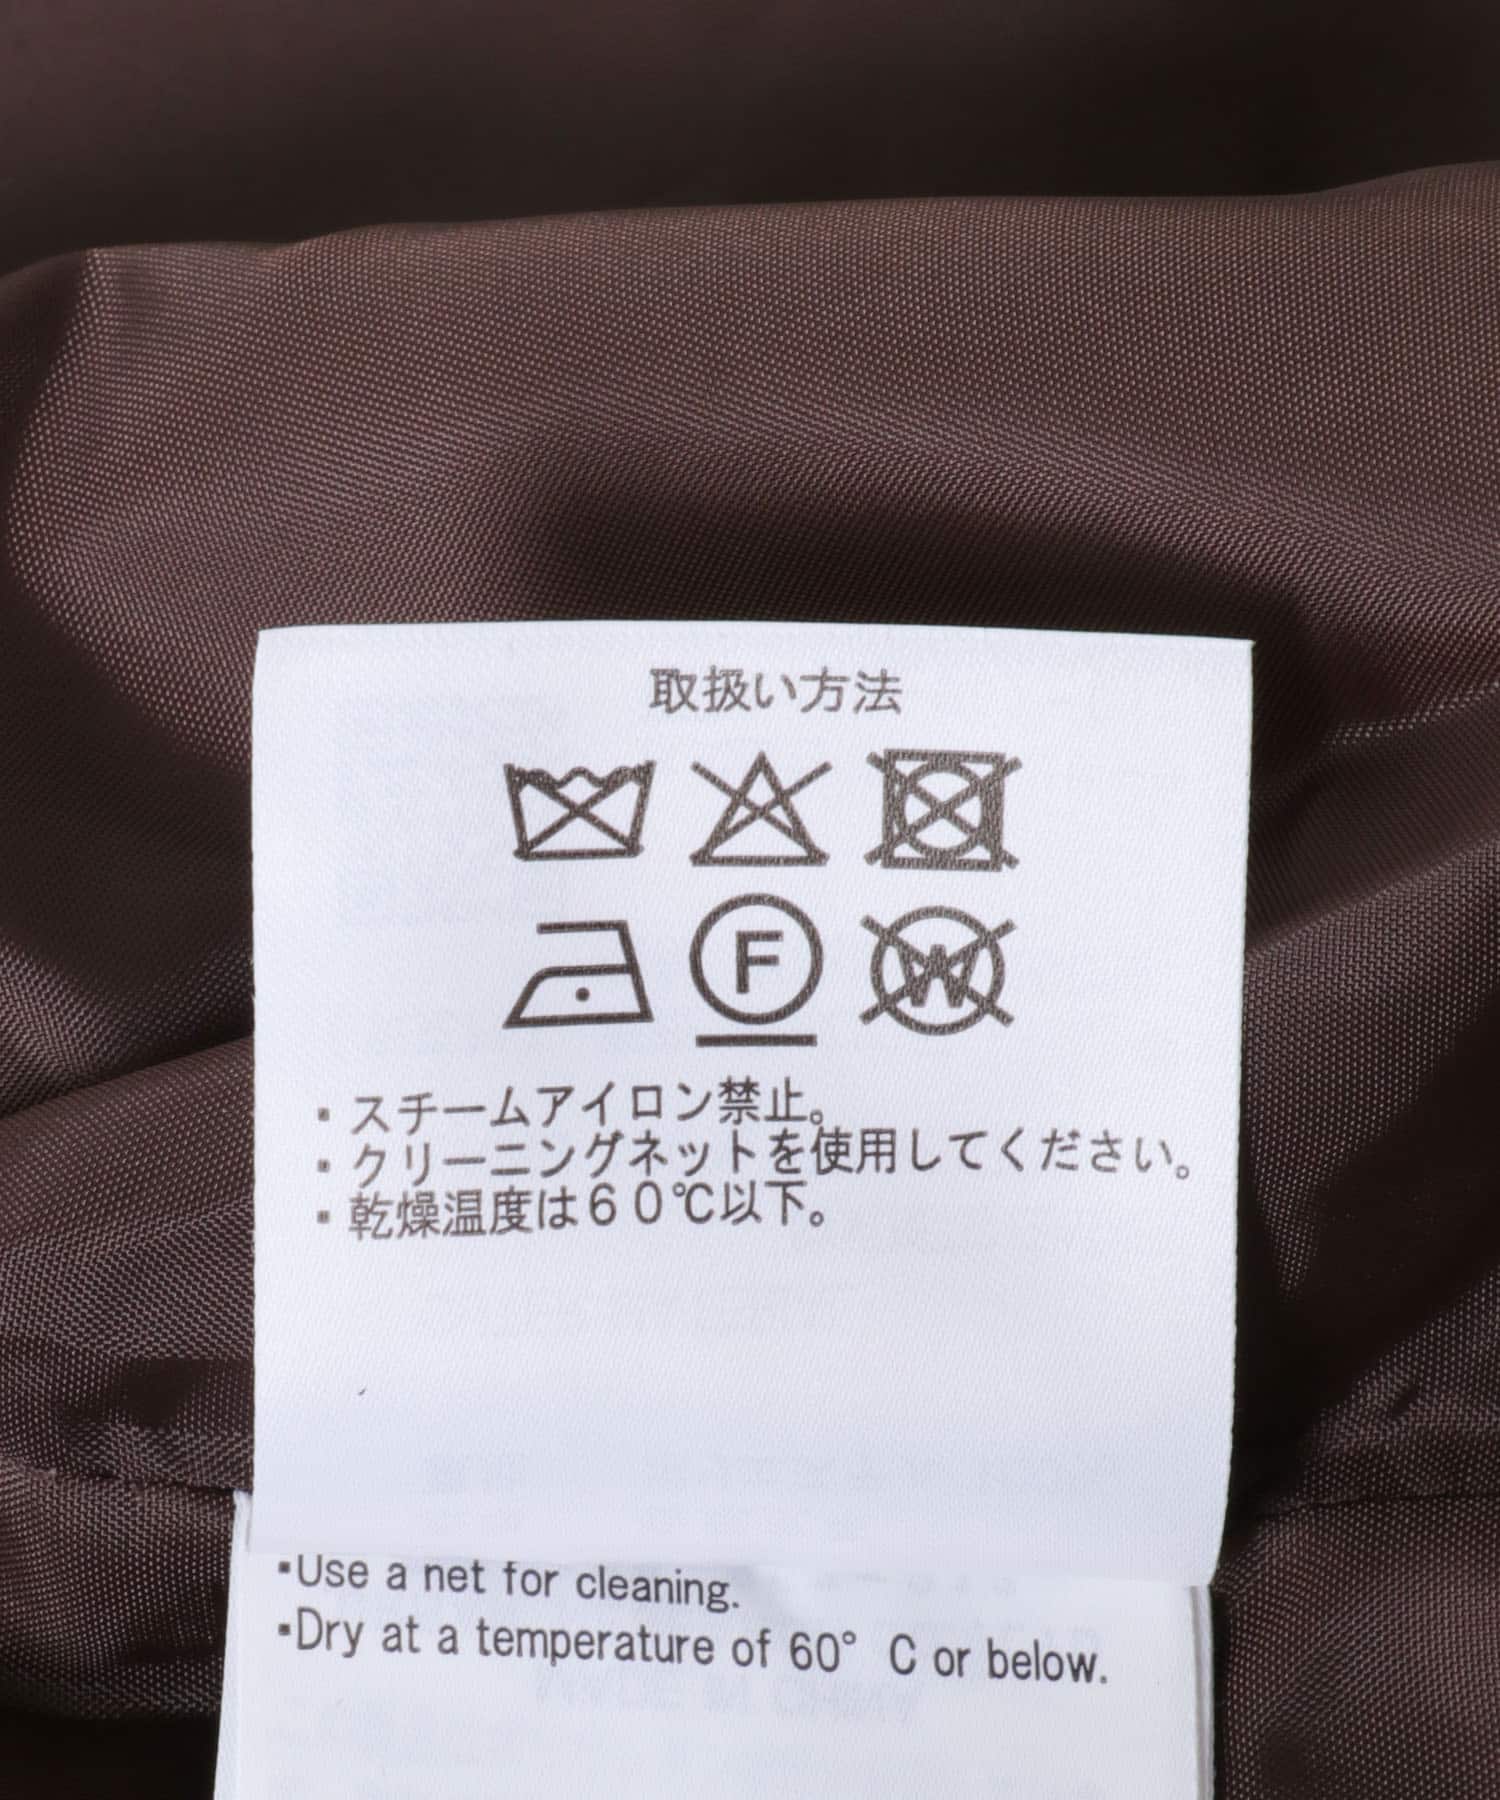 取扱い方法
F W
・スチームアイロン禁止。
・クリーニングネットを使用してください。
・乾燥温度は６０℃以下。
▪Use a net for cleaning.
▪Dry at a temperature of 60° C or below.